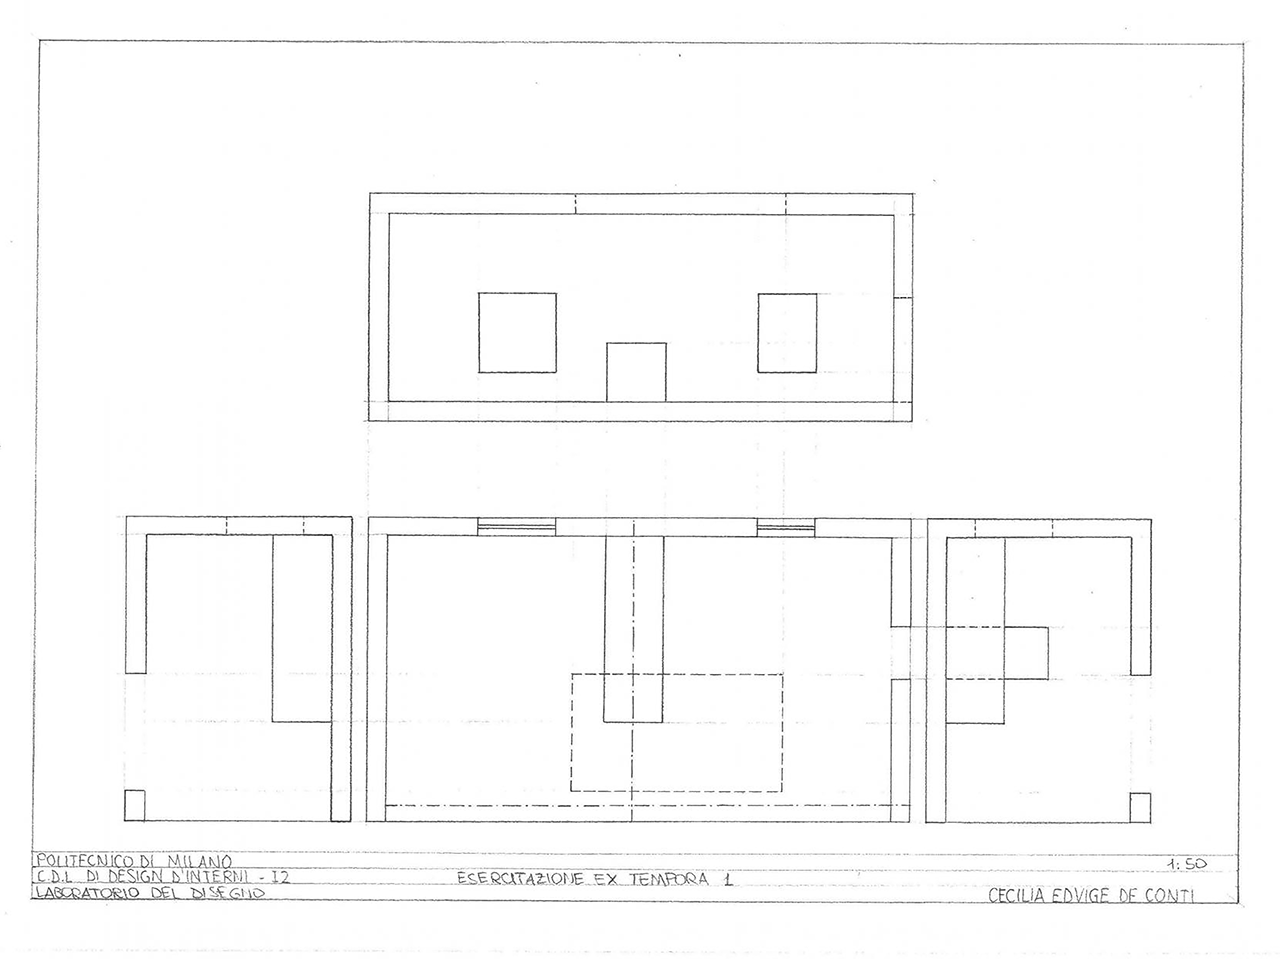 POLITECNICO DI MILANO
1:50
C.D.L DI DESIGN D'INTERNI - I2
ESERCITAZIONE EX TEMPORA 1
LABORATORIO DEL DISEGNO
CECILIA EDVIGE DE CONTI